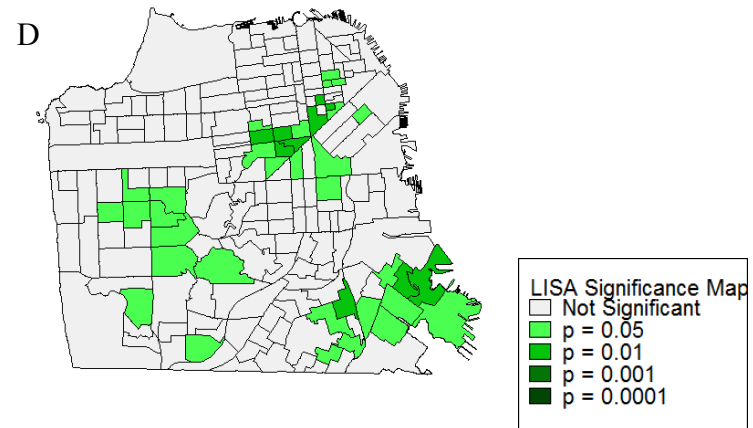 D
LISA Significance Map
Not Significant
p = 0.05
p = 0.01
p = 0.001
p = 0.0001